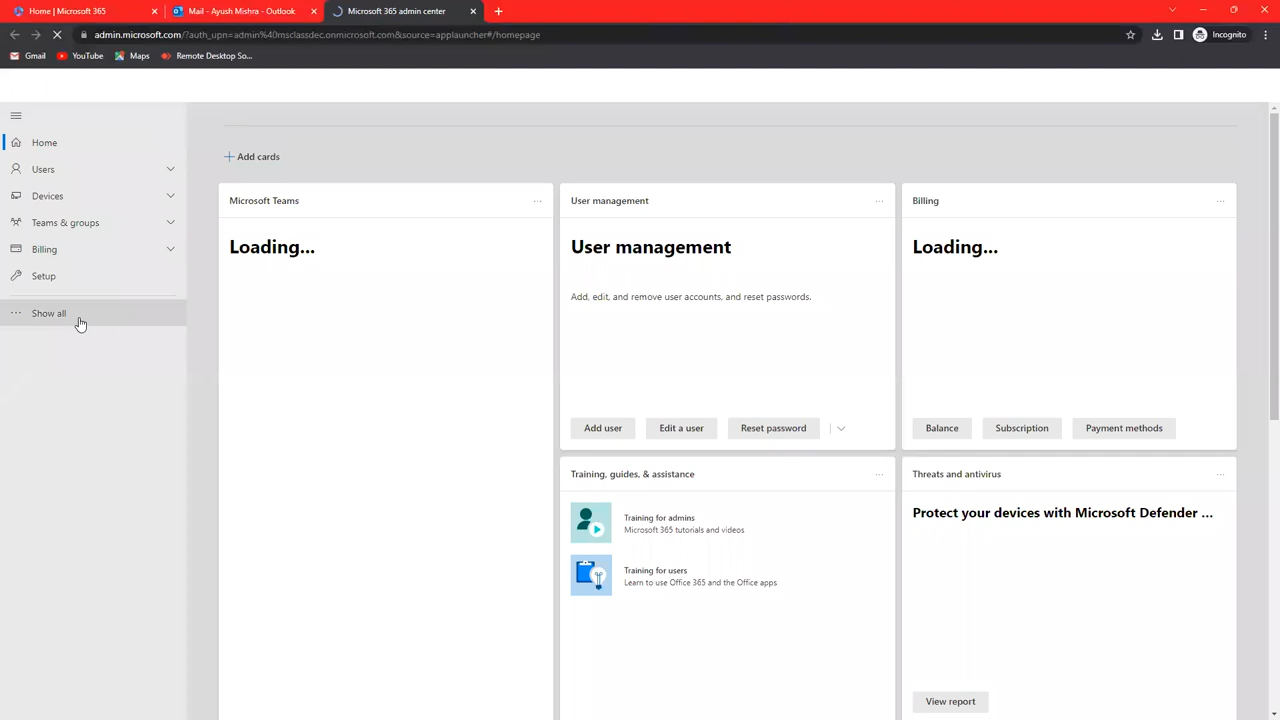 Home | Microsoft 365
Mail - Ayush Mishra - Outlook
Microsoft 365 admin center
admin.microsoft.com/?auth_upn=admin%40msclassdec.onmicrosoft.com&source=applauncher#/homepage
Incognito
Gmail
YouTube
Maps
Remote Desktop So...
Home
Users
Devices
Teams & groups
Billing
Setup
Show all
Add cards
Microsoft Teams
Loading...
User management
User management
Add, edit, and remove user accounts, and reset passwords.
Add user
Edit a user
Reset password
Billing
Loading...
Balance
Subscription
Payment methods
Training, guides, & assistance
Training for admins
Microsoft 365 tutorials and videos
Training for users
Learn to use Office 365 and the Office apps
Threats and antivirus
Protect your devices with Microsoft Defender ...
View report